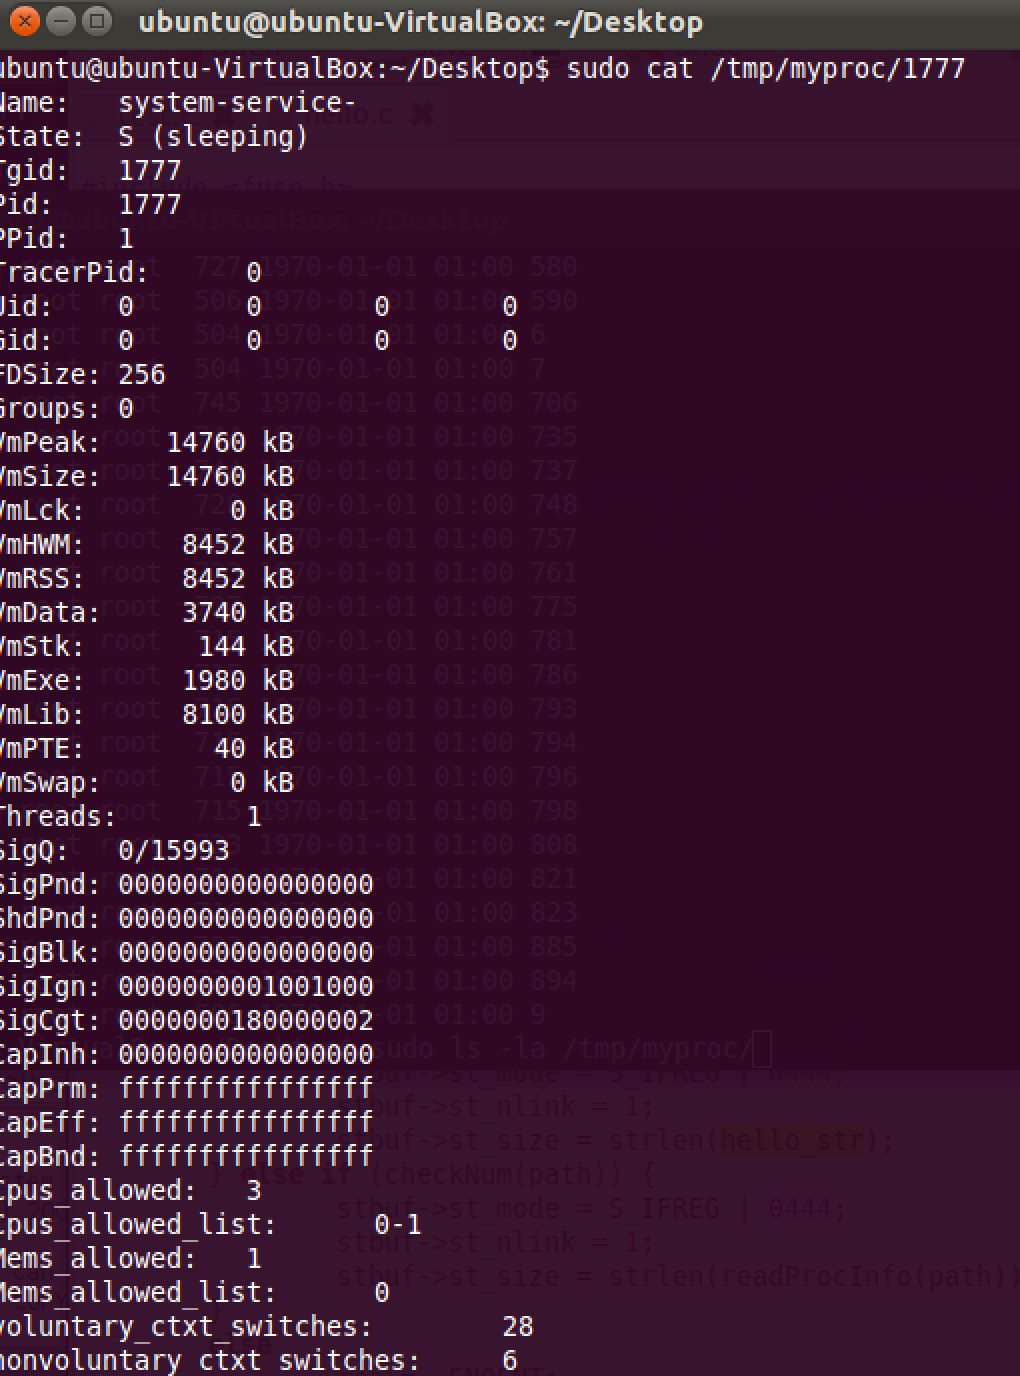 ubuntu@ubuntu-VirtualBox: ~/Desktop
ubuntu@ubuntu-VirtualBox:~/Desktop$ sudo cat /tmp/myproc/1777
Name: system-service-
State: S (sleeping)
Tgid: 1777
Pid: 1777
PPid: 1
TracerPid: 0
Uid: 0 0 0 0
Gid: 0 0 0 0
FDSize: 256
Groups: 0
VmPeak: 14760 kB
VmSize: 14760 kB
VmLck: 0 kB
VmHWM: 8452 kB
VmRSS: 8452 kB
VmData: 3740 kB
VmStk: 144 kB
VmExe: 1980 kB
VmLib: 8100 kB
VmPTE: 40 kB
VmSwap: 0 kB
Threads: 1
SigQ: 0/15993
SigPnd: 0000000000000000
ShdPnd: 0000000000000000
SigBlk: 0000000000000000
SigIgn: 0000000001001000
SigCgt: 0000000180000002
CapInh: 0000000000000000
CapPrm: ffffffffffffffff
CapEff: ffffffffffffffff
CapBnd: ffffffffffffffff
Cpus_allowed: 3
Cpus_allowed_list: 0-1
Mems_allowed: 1
Mems_allowed_list: 0
voluntary_ctxt_switches: 28
nonvoluntary_ctxt_switches: 6